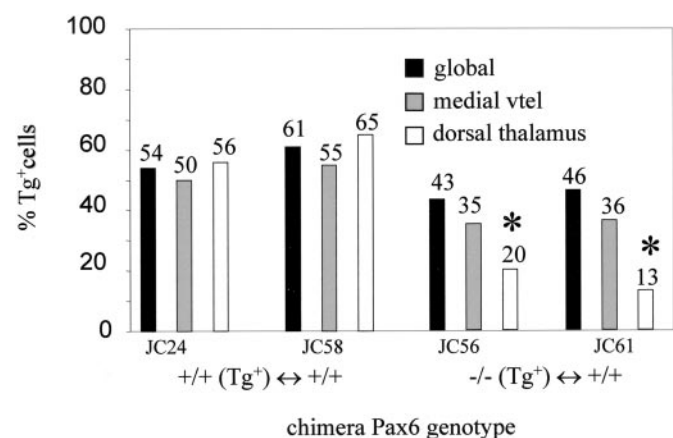 100
80
60
40
20
0
% Tg⁺cells
global
medial vtel
dorsal thalamus
54 50 56 61 55 65 43 35 * 20 46 36 * 13
JC24 JC58 JC56 JC61
+/+ (Tg⁺) ↔ +/+ -/- (Tg⁺) ↔ +/+
chimera Pax6 genotype